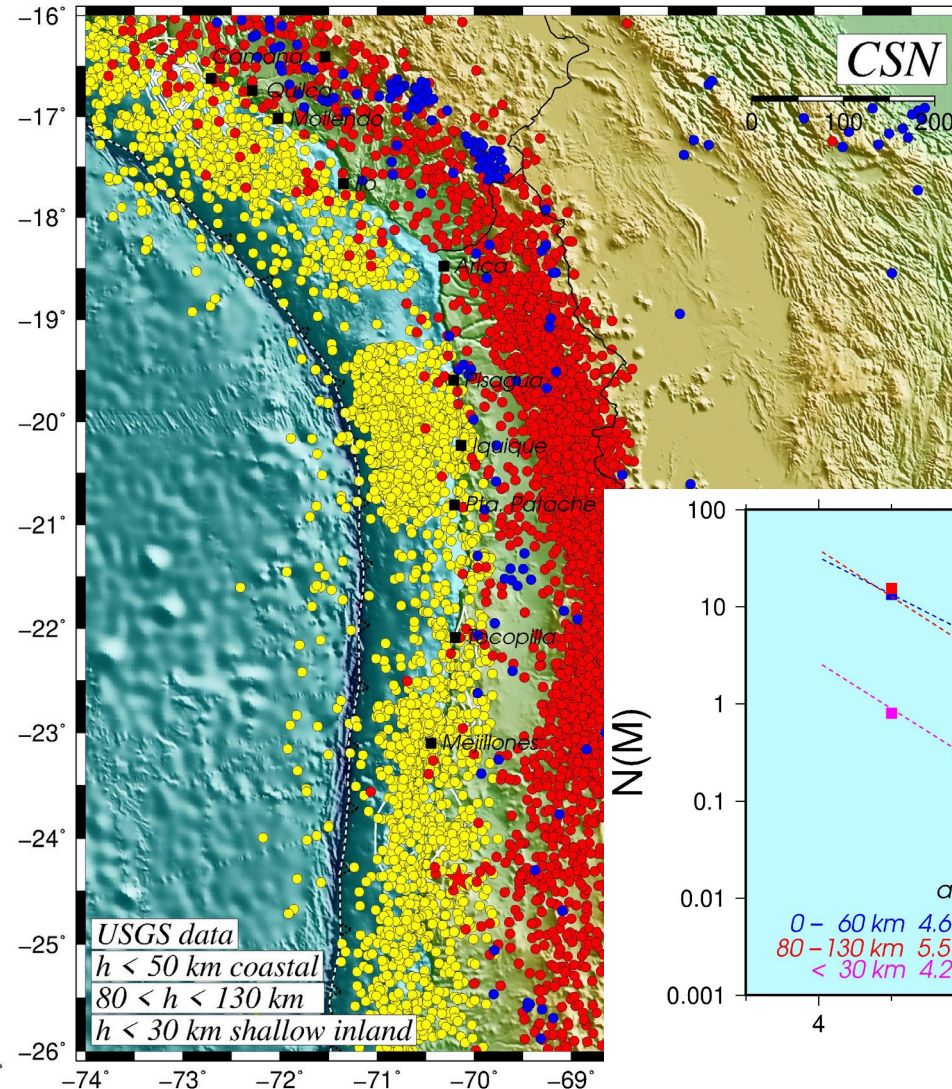 −16°
−17°
−18°
−19°
−20°
−21°
−22°
−23°
−24°
−25°
−26°
−74 −73 −72 −71 −70 −69
CSN
0 100 200
Camana
Quilca
Mollendo
Ilo
Arica
Pisagua
Iquique
Pta. Patache
Tocopilla
Mejillones
USGS data
h < 50 km coastal
80 < h < 130 km
h < 30 km shallow inland
N(M)
100
10
1
0.1
0.01
0.001
4
a
0 – 60 km 4.6
80 – 130 km 5.5
< 30 km 4.2